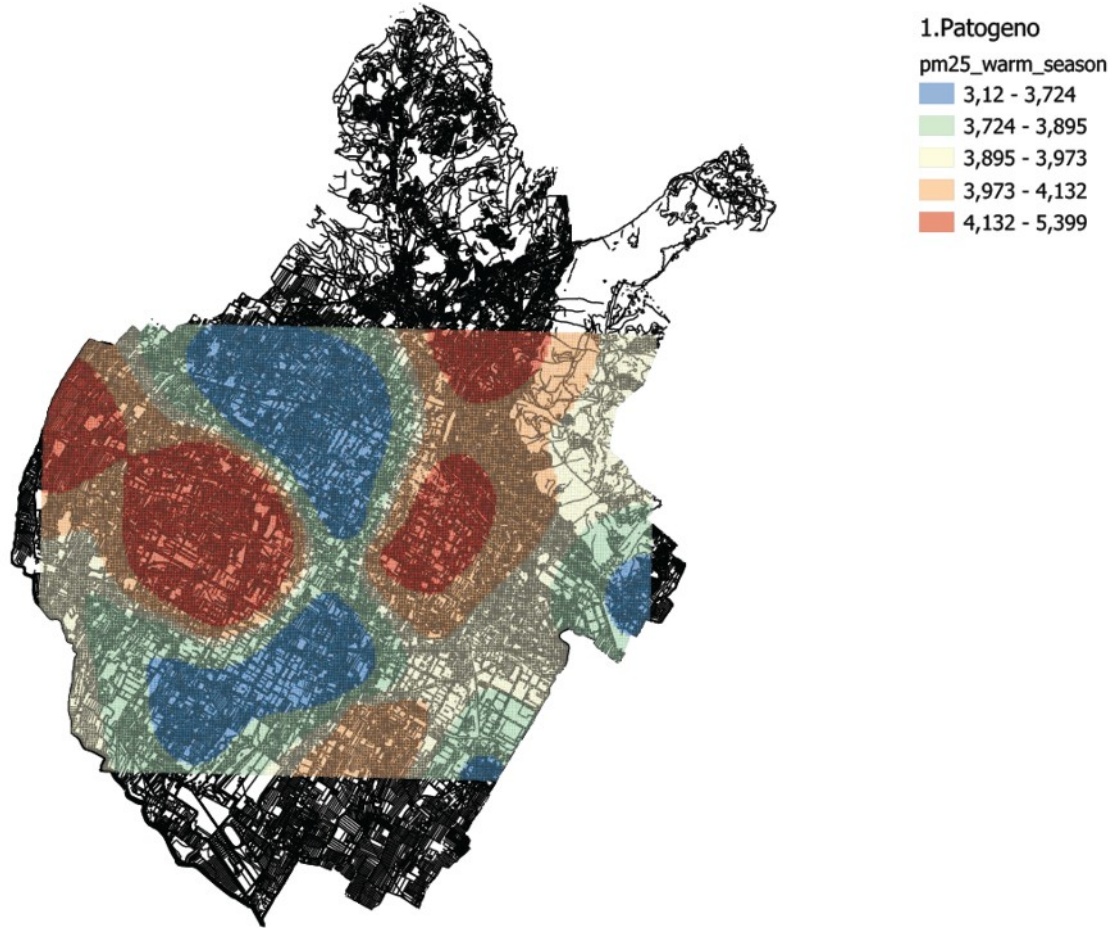 1.Patogeno
pm25_warm_season
3,12 - 3,724
3,724 - 3,895
3,895 - 3,973
3,973 - 4,132
4,132 - 5,399